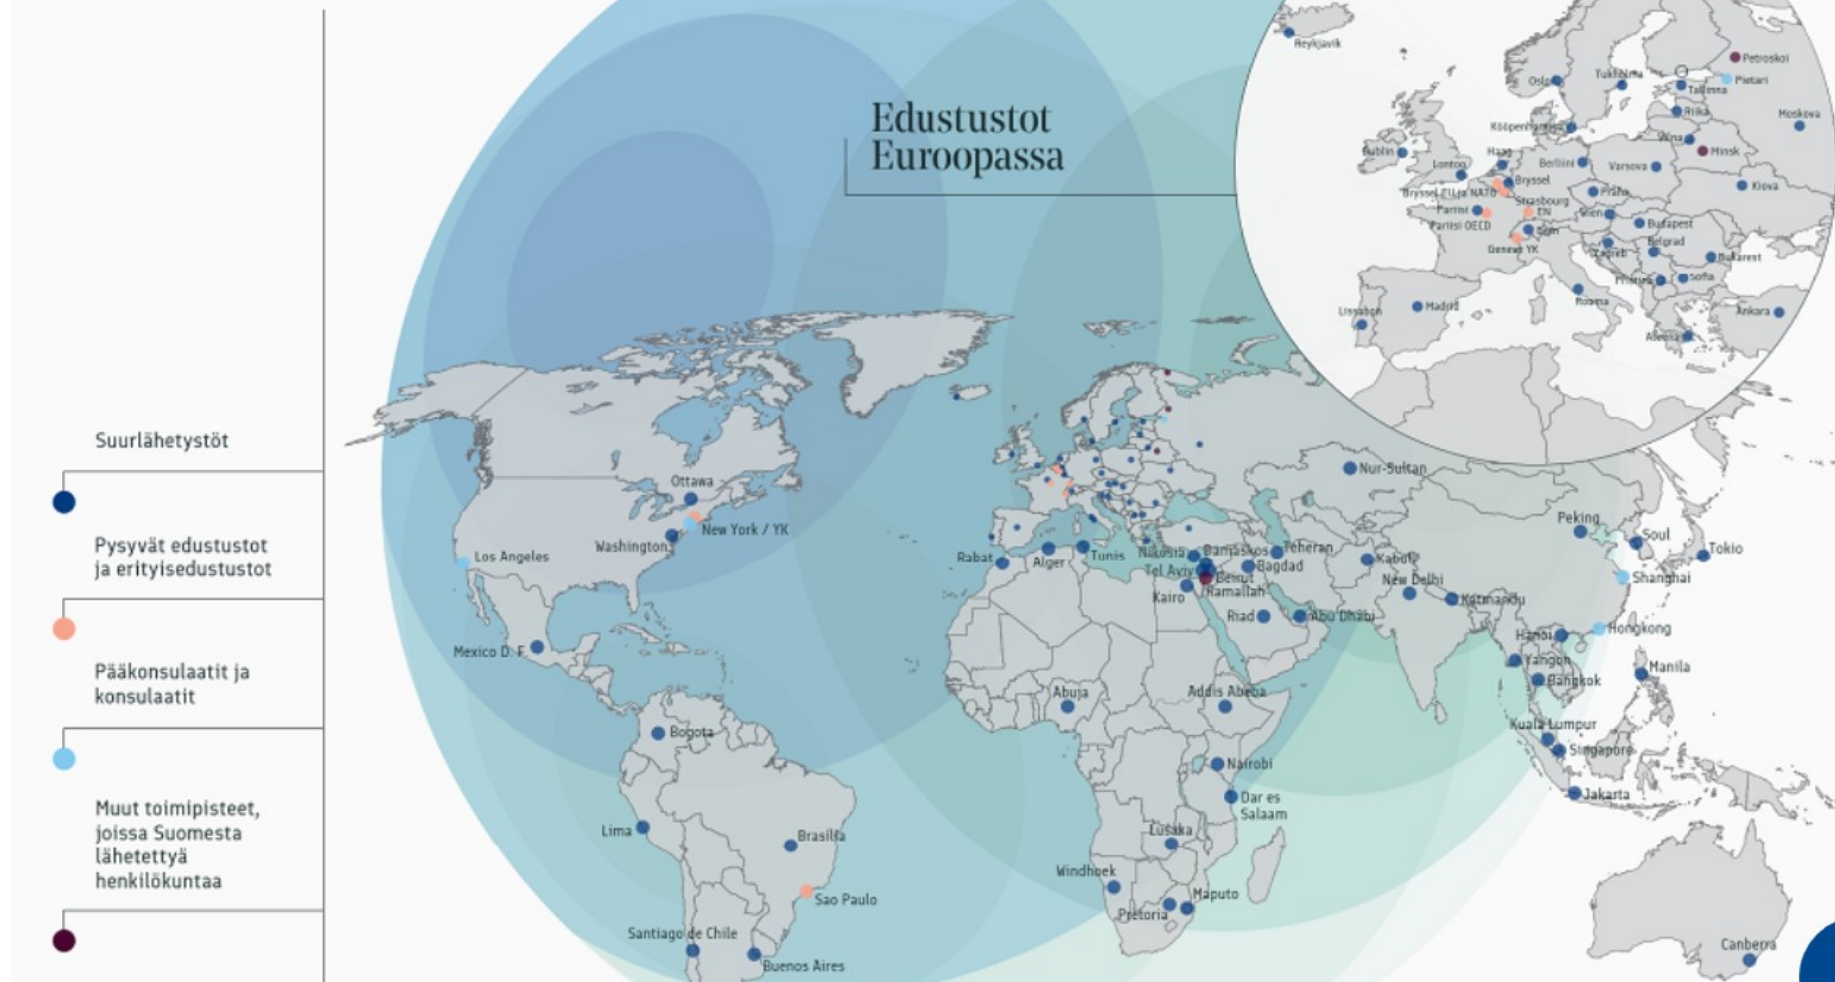 Edustustot
Euroopassa
Suurlähetystöt
Pysyvät edustustot
ja erityisedustustot
Pääkonsulaatit ja
konsulaatit
Muut toimipisteet,
joissa Suomesta
lähetettyä
henkilökuntaa
Reykjavik
Petroskoi
Oslo
Tukholma
Pietari
Tallinna
Riika
Moskova
Kööpenhamina
Vilna
Dublin
Haag
Minsk
Lontoo
Berliini
Varsova
Bryssel
Kiova
Bryssel EU ja NATO
Praha
Strasbourg
EN
Pariisi
Wien
Pariisi OECD
Budapest
Bern
Geneve YK
Zagreb
Belgrad
Bukarest
Pristina
Sofia
Madrid
Rooma
Lissabon
Ankara
Ateena
Ottawa
New York / YK
Washington
Los Angeles
Mexico D. F.
Bogota
Lima
Brasilia
Sao Paulo
Santiago de Chile
Buenos Aires
Nur-Sultan
Peking
Soul
Tokio
Rabat
Alger
Tunis
Nikosia
Damaskos
Teheran
Kabul
Tel Aviv
Beirut
Bagdad
New Delhi
Shanghai
Kairo
Ramallah
Katmandu
Riad
Abu Dhabi
Hanoi
Hongkong
Yangon
Manila
Bangkok
Abuja
Addis Abeba
Kuala Lumpur
Singapore
Nairobi
Jakarta
Dar es
Salaam
Lusaka
Windhoek
Maputo
Pretoria
Canberra